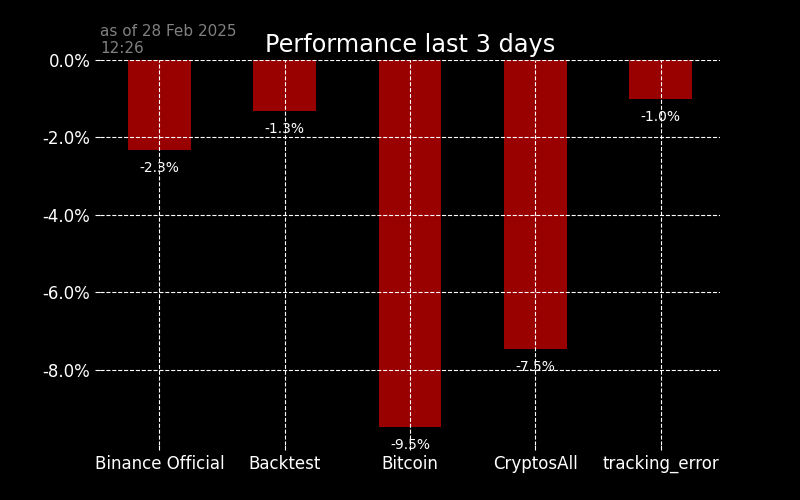 as of 28 Feb 2025
12:26
Performance last 3 days
0.0%
-2.0%
-4.0%
-6.0%
-8.0%
-2.3%
-1.3%
-9.5%
-7.5%
-1.0%
Binance Official
Backtest
Bitcoin
CryptosAll
tracking_error